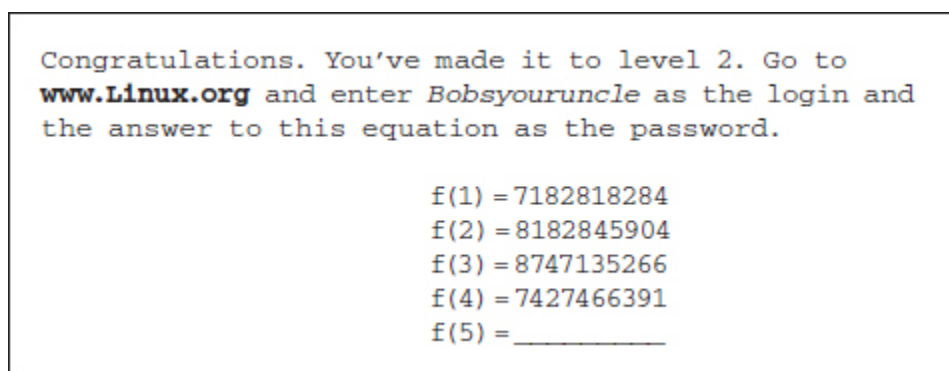 Congratulations. You've made it to level 2. Go to
www.Linux.org and enter Bobsyouruncle as the login and
the answer to this equation as the password.
f(1) = 7182818284
f(2) = 8182845904
f(3) = 8747135266
f(4) = 7427466391
f(5) = __________